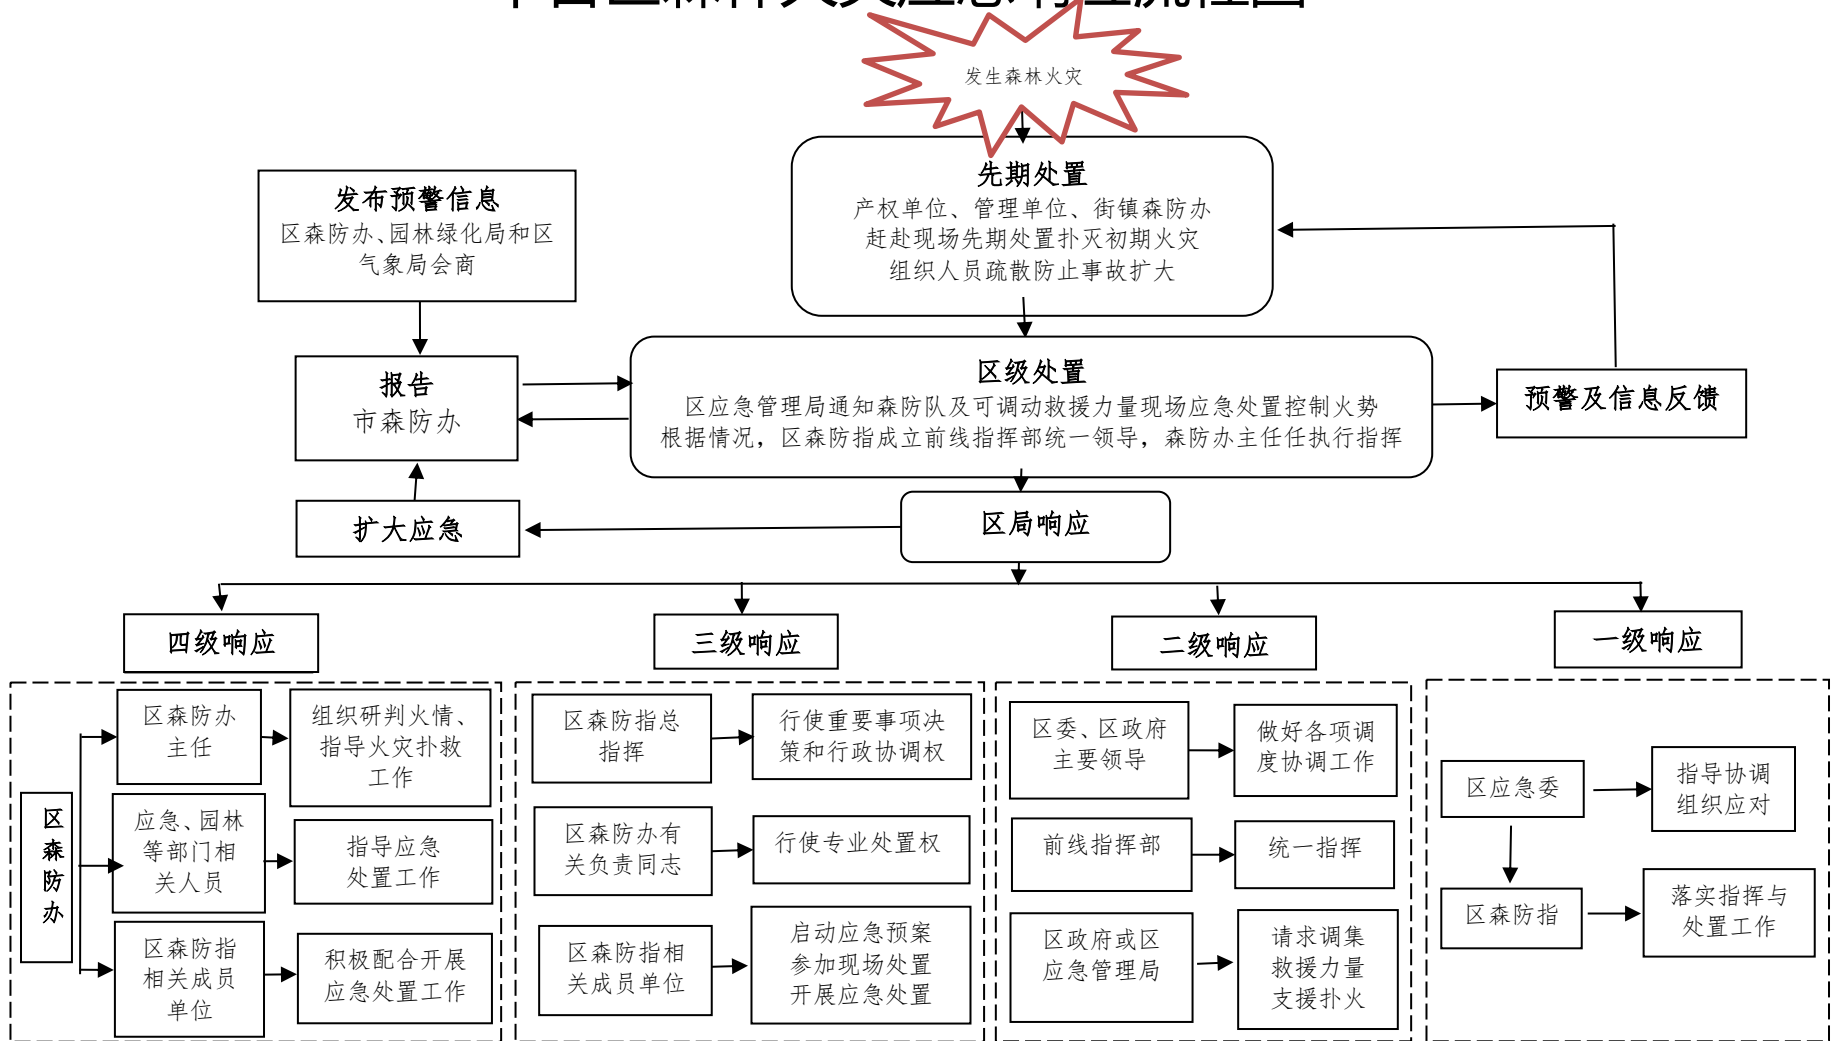 发生森林火灾
先期处置
产权单位、管理单位、街镇森防办
赶赴现场先期处置扑灭初期火灾
组织人员疏散防止事故扩大
发布预警信息
区森防办、园林绿化局和区
气象局会商
报告
市森防办
区级处置
区应急管理局通知森防队及可调动救援力量现场应急处置控制火势
根据情况，区森防指成立前线指挥部统一领导，森防办主任任执行指挥
预警及信息反馈
扩大应急
区局响应
四级响应
三级响应
二级响应
一级响应
区
森
防
办
区森防办
主任
组织研判火情、
指导火灾扑救
工作
应急、园林
等部门相
关人员
指导应急
处置工作
区森防指
相关成员
单位
积极配合开展
应急处置工作
区森防指总
指挥
行使重要事项决
策和行政协调权
区森防办有
关负责同志
行使专业处置权
区森防指相
关成员单位
启动应急预案
参加现场处置
开展应急处置
区委、区政府
主要领导
做好各项调
度协调工作
前线指挥部
统一指挥
区政府或区
应急管理局
请求调集
救援力量
支援扑火
区应急委
指导协调
组织应对
区森防指
落实指挥与
处置工作